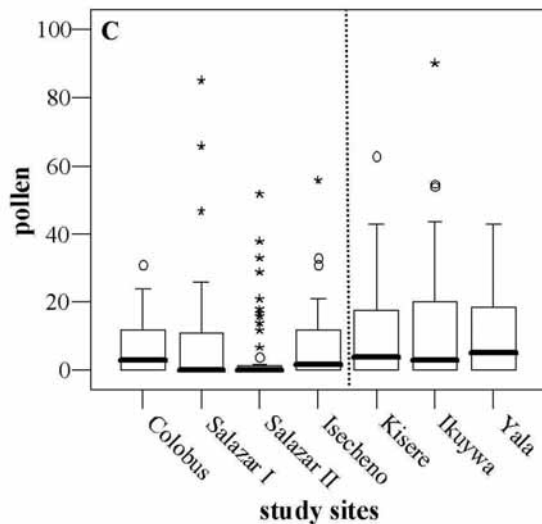 C
100
80
60
40
20
0
pollen
Colobus
Salazar I
Salazar II
Isecheno
Kisere
Ikuywa
Yala
study sites